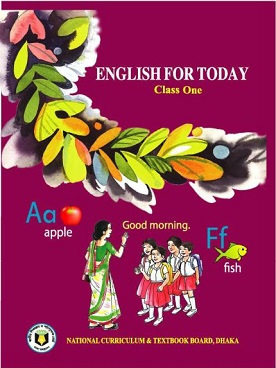 ENGLISH FOR TODAY
Class One
Aa
apple
Good morning.
Ff
fish
NATIONAL CURRICULUM & TEXTBOOK BOARD, DHAKA